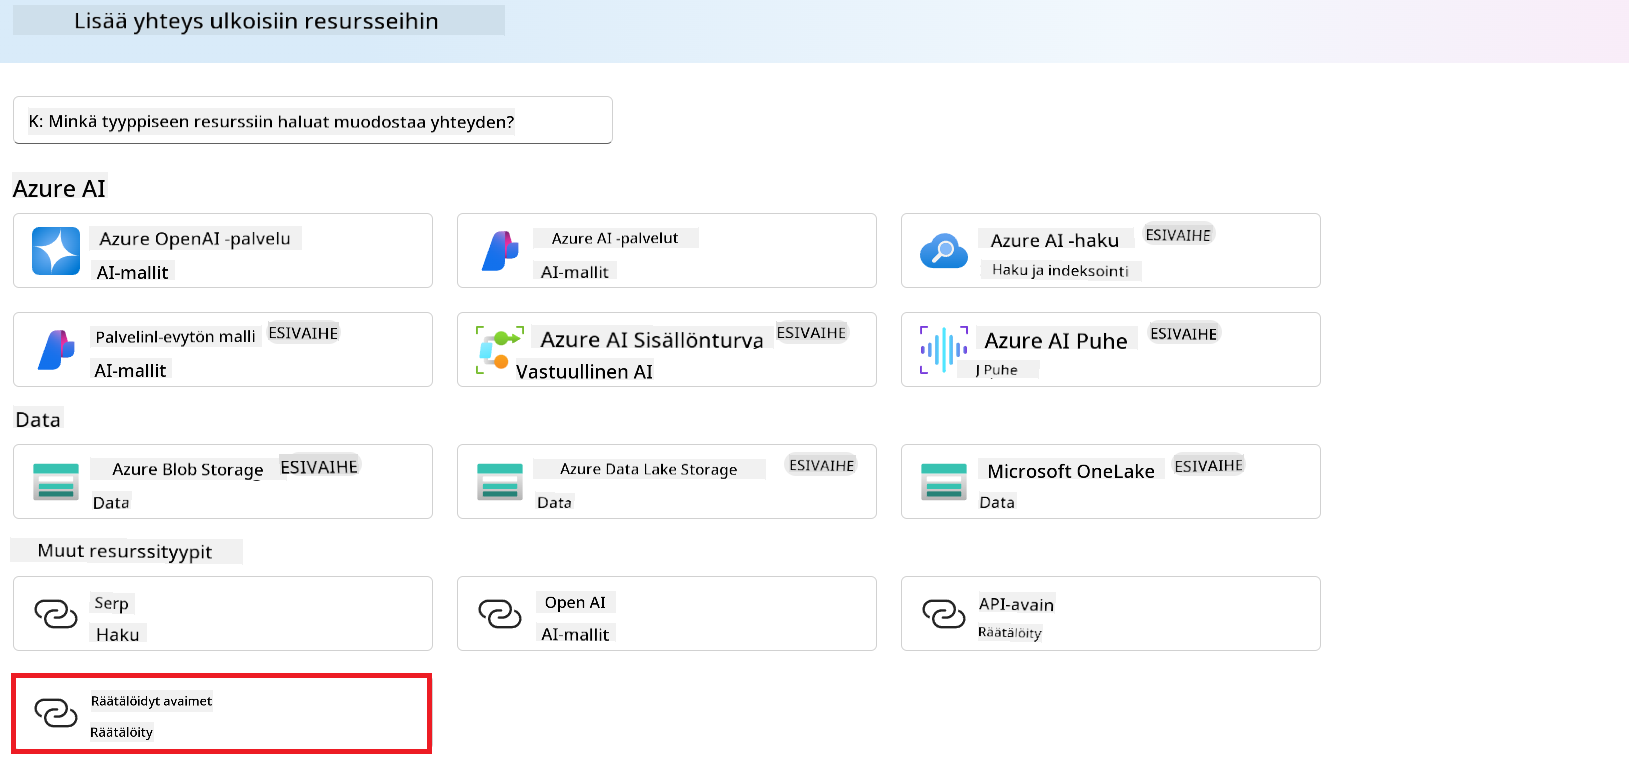 Lisää yhteys ulkoisiin resursseihin
K: Minkä tyyppiseen resurssiin haluat muodostaa yhteyden?
Azure AI
Azure OpenAI -palvelu
AI-mallit
Azure AI -palvelut
AI-mallit
Azure AI -haku
ESIVAIHE
Haku ja indeksointi
Palvelinl-evytön malli
ESIVAIHE
AI-mallit
Azure AI Sisällönturva
ESIVAIHE
Vastuullinen AI
Azure AI Puhe
ESIVAIHE
Puhe
Data
Azure Blob Storage
ESIVAIHE
Data
Azure Data Lake Storage
ESIVAIHE
Data
Microsoft OneLake
ESIVAIHE
Data
Muut resurssityypit
Serp
Haku
Open AI
AI-mallit
API-avain
Räätälöity
Räätälöidyt avaimet
Räätälöity